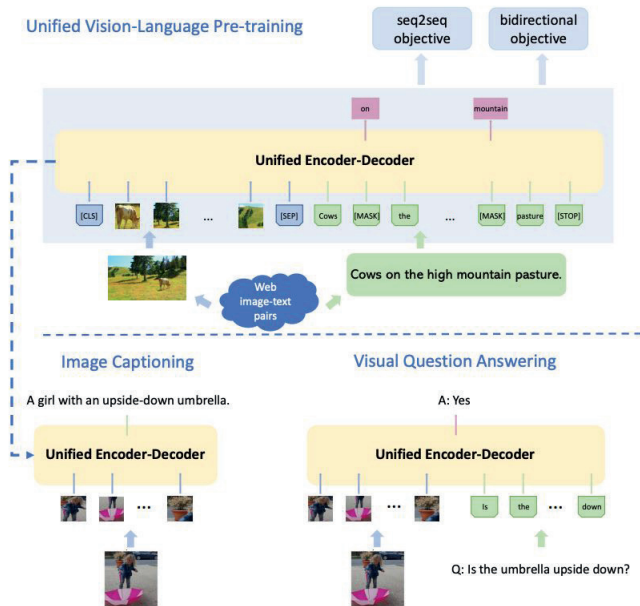 Unified Vision-Language Pre-training
seq2seq
objective
bidirectional
objective
on
mountain
Unified Encoder-Decoder
[CLS]
...
[SEP]
Cows
[MASK]
the
...
[MASK]
pasture
[STOP]
Web
image-text
pairs
Cows on the high mountain pasture.
Image Captioning
A girl with an upside-down umbrella.
Unified Encoder-Decoder
...
Visual Question Answering
A: Yes
Unified Encoder-Decoder
...
Is
the
...
down
Q: Is the umbrella upside down?